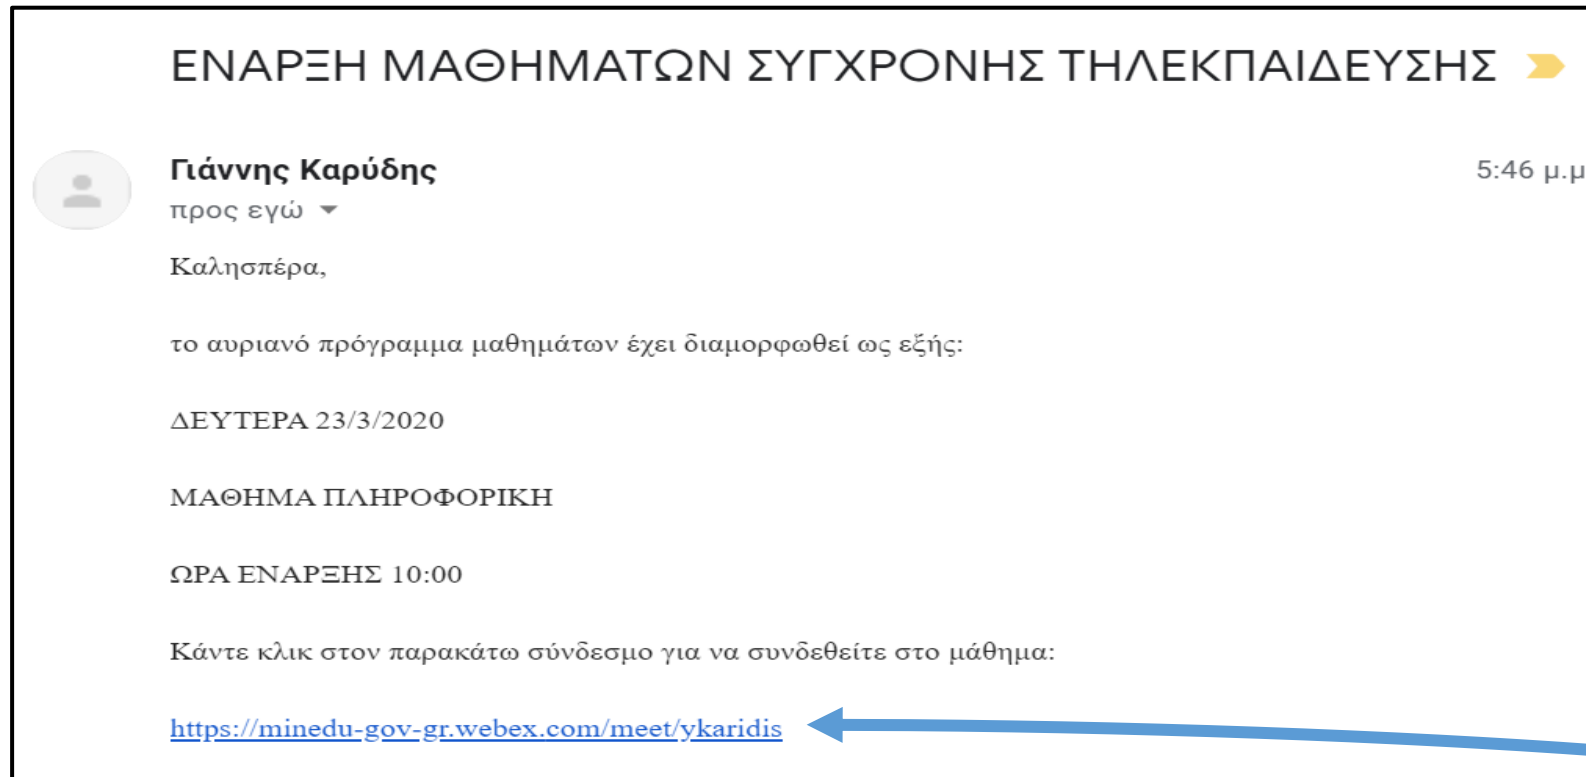 ΕΝΑΡΞΗ ΜΑΘΗΜΑΤΩΝ ΣΥΓΧΡΟΝΗΣ ΤΗΛΕΚΠΑΙΔΕΥΣΗΣ
Γιάννης Καρύδης
5:46 μ.μ
προς εγώ
Καλησπέρα,
το αυριανό πρόγραμμα μαθημάτων έχει διαμορφωθεί ως εξής:
ΔΕΥΤΕΡΑ 23/3/2020
ΜΑΘΗΜΑ ΠΛΗΡΟΦΟΡΙΚΗ
ΩΡΑ ΕΝΑΡΞΗΣ 10:00
Κάντε κλικ στον παρακάτω σύνδεσμο για να συνδεθείτε στο μάθημα:
https://minedu-gov-gr.webex.com/meet/ykaridis